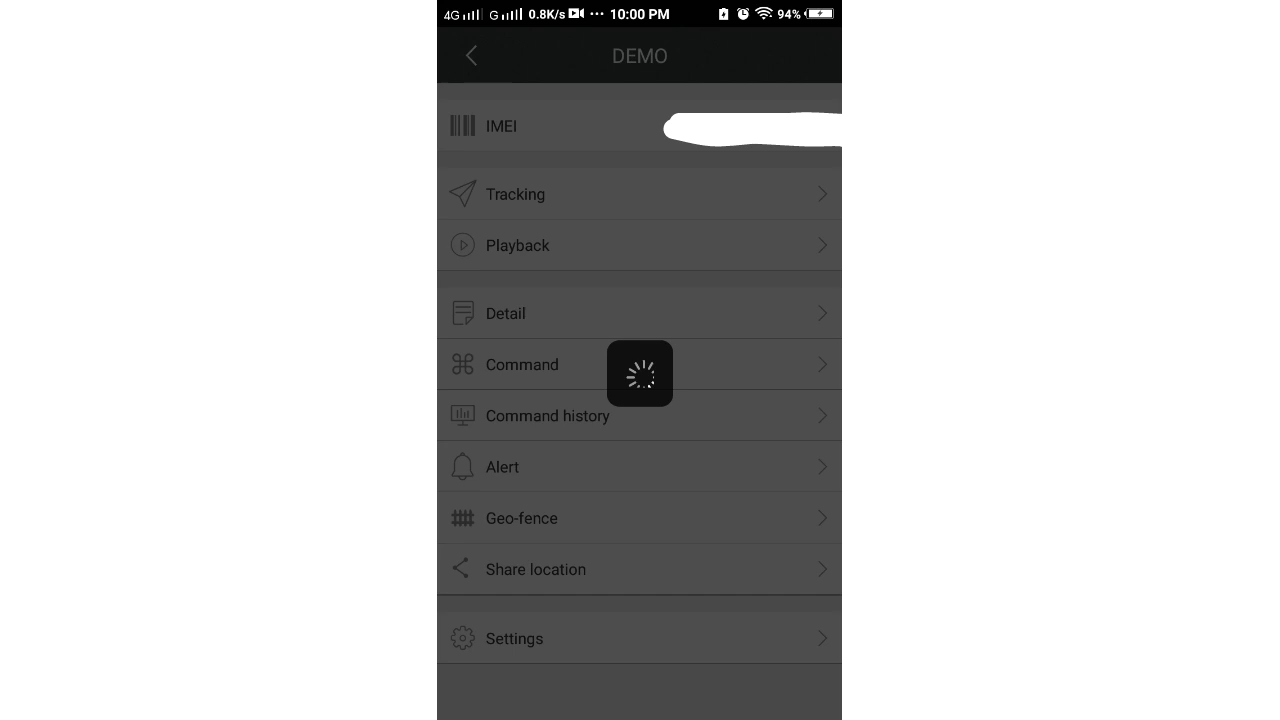 4G G 0.8K/s ... 10:00 PM 94%
DEMO
IMEI
Tracking
Playback
Detail
Command
Command history
Alert
Geo-fence
Share location
Settings